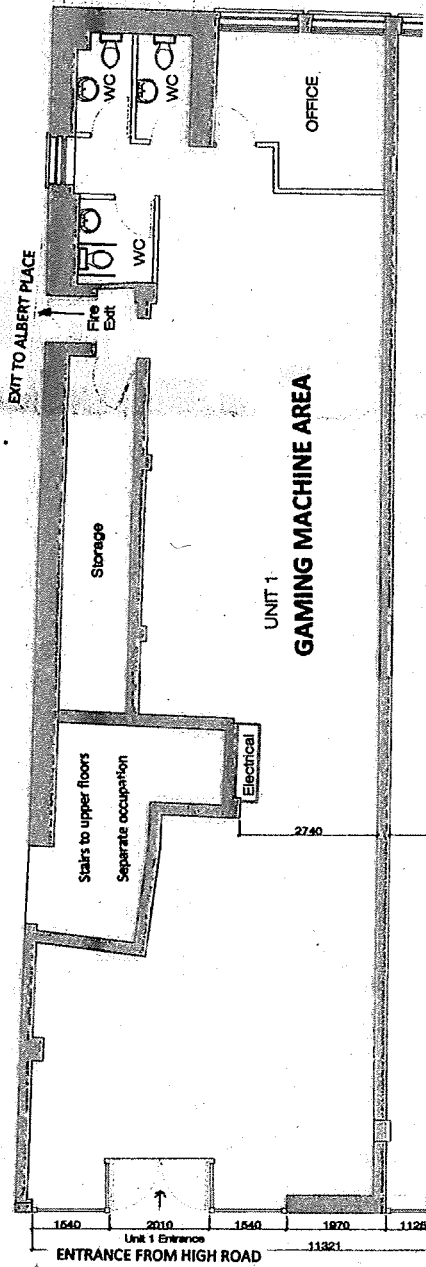 WC
WC
OFFICE
WC
EXIT TO ALBERT PLACE
Fire
Exit
Storage
UNIT 1
GAMING MACHINE AREA
Stairs to upper floors
Separate occupation
Electrical
2740
1540
2010
1540
1970
1125
Unit 1 Entrance
11321
ENTRANCE FROM HIGH ROAD